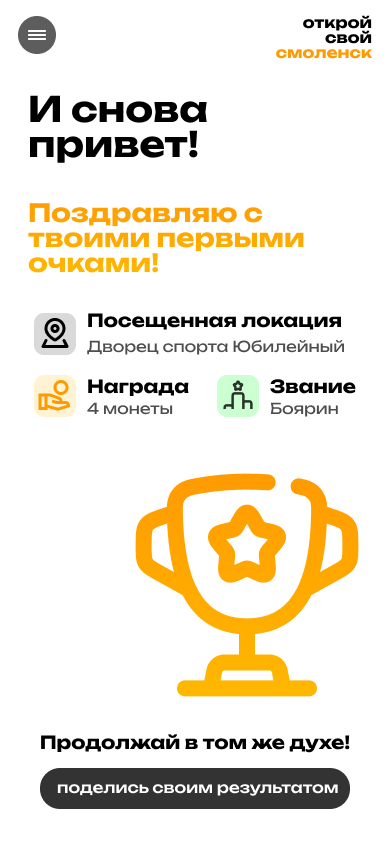 открой
свой
смоленск
И снова
привет!
Поздравляю с
твоими первыми
очками!
Посещенная локация
Дворец спорта Юбилейный
Награда
4 монеты
Звание
Боярин
Продолжай в том же духе!
поделись своим результатом